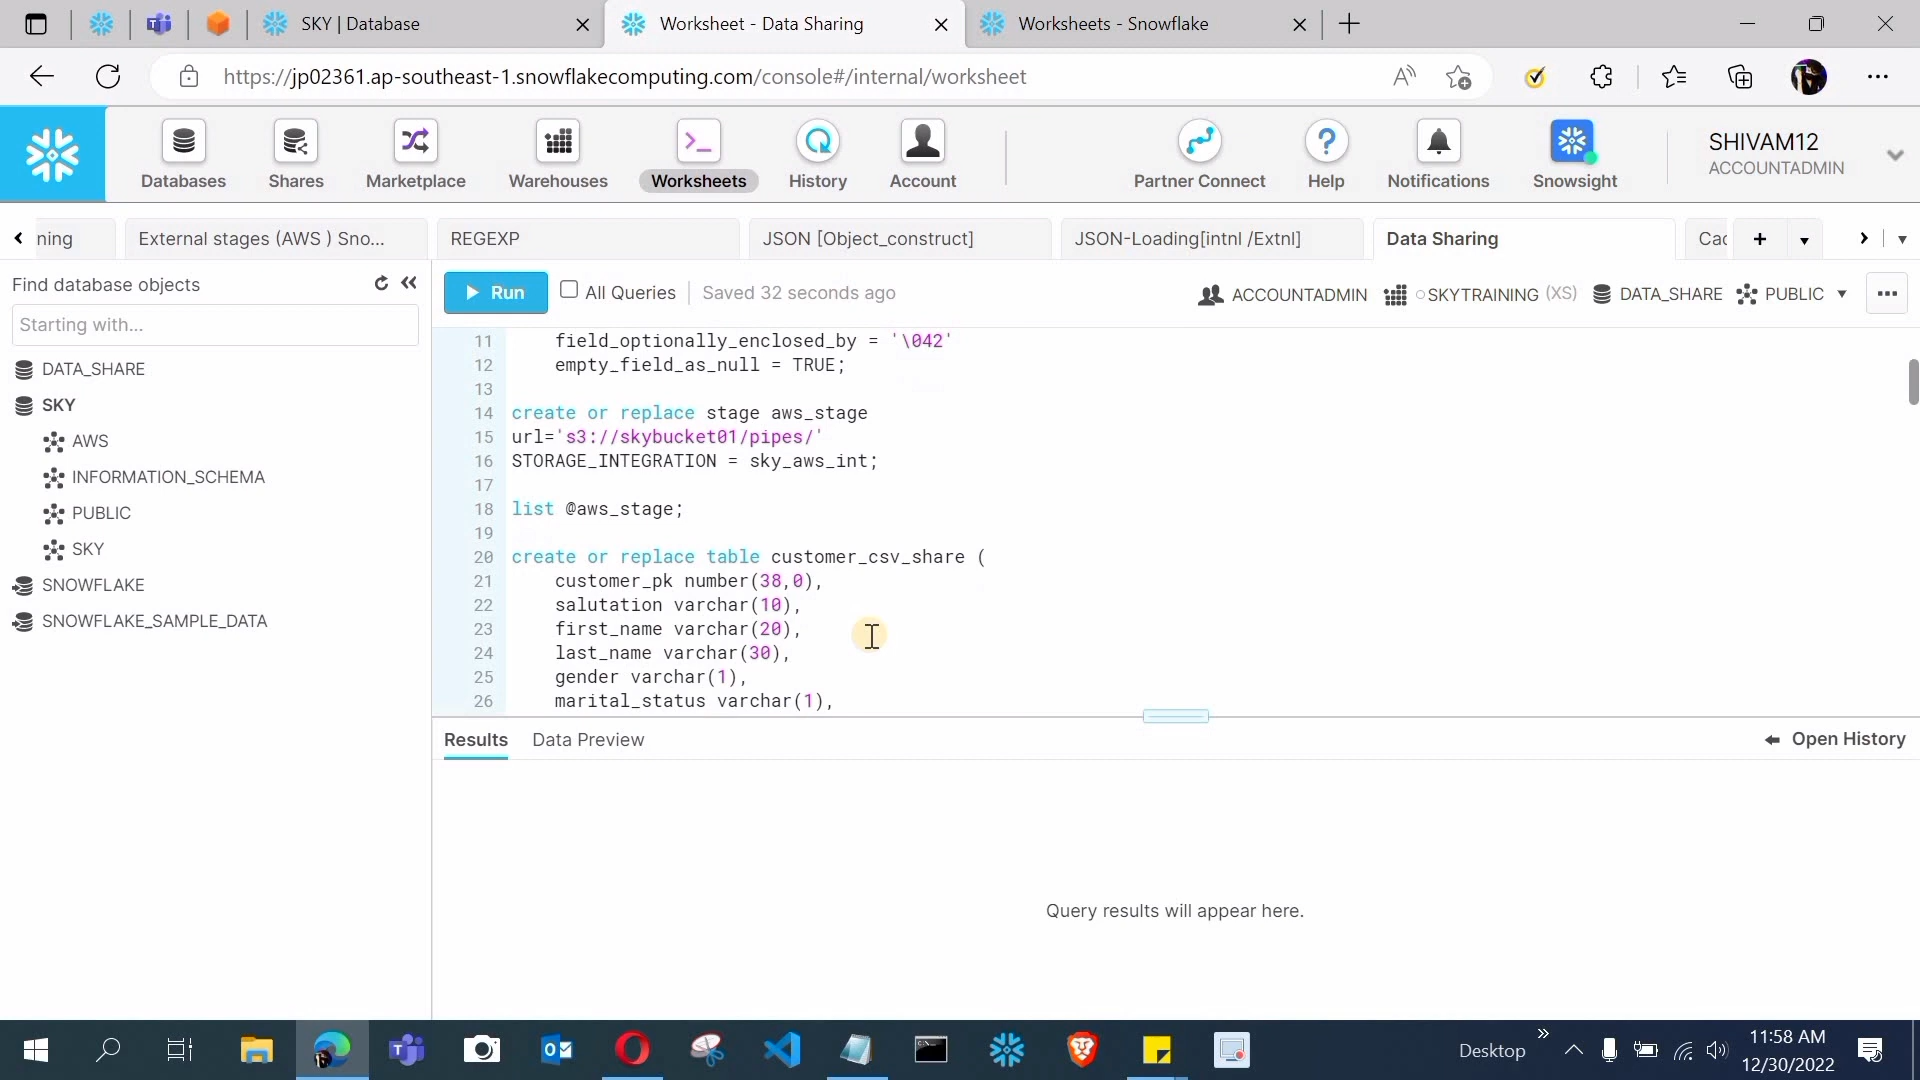 SKY | Database
Worksheet - Data Sharing
Worksheets - Snowflake
https://jp02361.ap-southeast-1.snowflakecomputing.com/console#/internal/worksheet
Databases
Shares
Marketplace
Warehouses
Worksheets
History
Account
Partner Connect
Help
Notifications
Snowsight
SHIVAM12
ACCOUNTADMIN
ning
External stages (AWS ) Sno...
REGEXP
JSON [Object_construct]
JSON-Loading[intnl /Extnl]
Data Sharing
Cac
Find database objects
Starting with...
DATA_SHARE
SKY
AWS
INFORMATION_SCHEMA
PUBLIC
SKY
SNOWFLAKE
SNOWFLAKE_SAMPLE_DATA
Run
All Queries
Saved 32 seconds ago
ACCOUNTADMIN
SKYTRAINING (XS)
DATA_SHARE
PUBLIC
11 field_optionally_enclosed_by = '\042'
12 empty_field_as_null = TRUE;
13
14 create or replace stage aws_stage
15 url='s3://skybucket01/pipes/'
16 STORAGE_INTEGRATION = sky_aws_int;
17
18 list @aws_stage;
19
20 create or replace table customer_csv_share (
21 customer_pk number(38,0),
22 salutation varchar(10),
23 first_name varchar(20),
24 last_name varchar(30),
25 gender varchar(1),
26 marital_status varchar(1),
Results
Data Preview
Open History
Query results will appear here.
Desktop
11:58 AM
12/30/2022